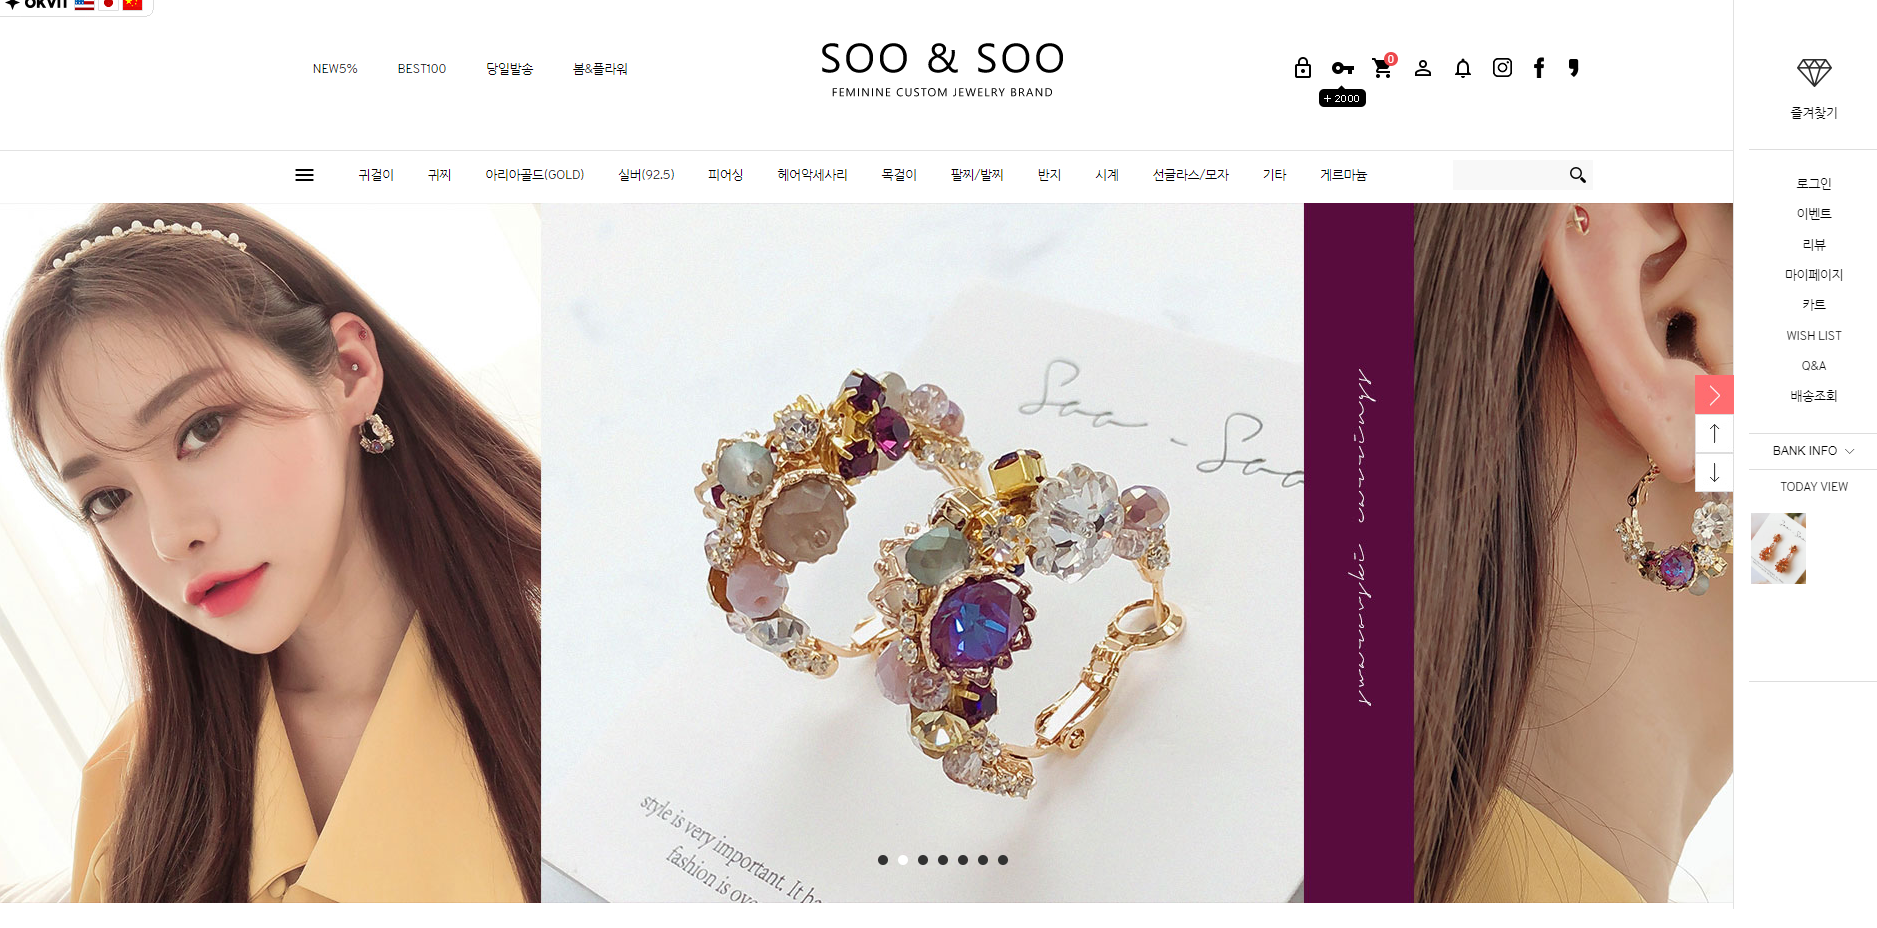 OKVIT
NEW5%
BEST100
당일발송
봄&플라워
SOO & SOO
FEMININE CUSTOM JEWELRY BRAND
0
+ 2000
귀걸이
귀찌
아리아골드(GOLD)
실버(92.5)
피어싱
헤어악세사리
목걸이
팔찌/발찌
반지
시계
선글라스/모자
기타
게르마늄
Soo - Soo
swarovski earrings
style is very important. It
fashion is
즐겨찾기
로그인
이벤트
리뷰
마이페이지
카트
WISH LIST
Q&A
배송조회
BANK INFO
TODAY VIEW